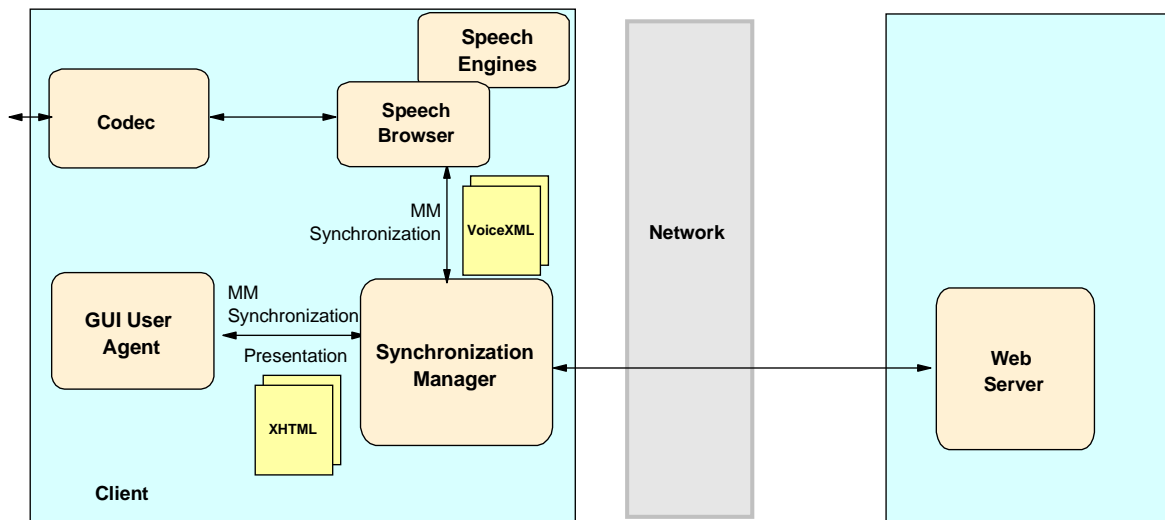 Speech
Engines
Codec
Speech
Browser
MM
Synchronization
VoiceXML
Network
GUI User
Agent
MM
Synchronization
Presentation
XHTML
Synchronization
Manager
Web
Server
Client